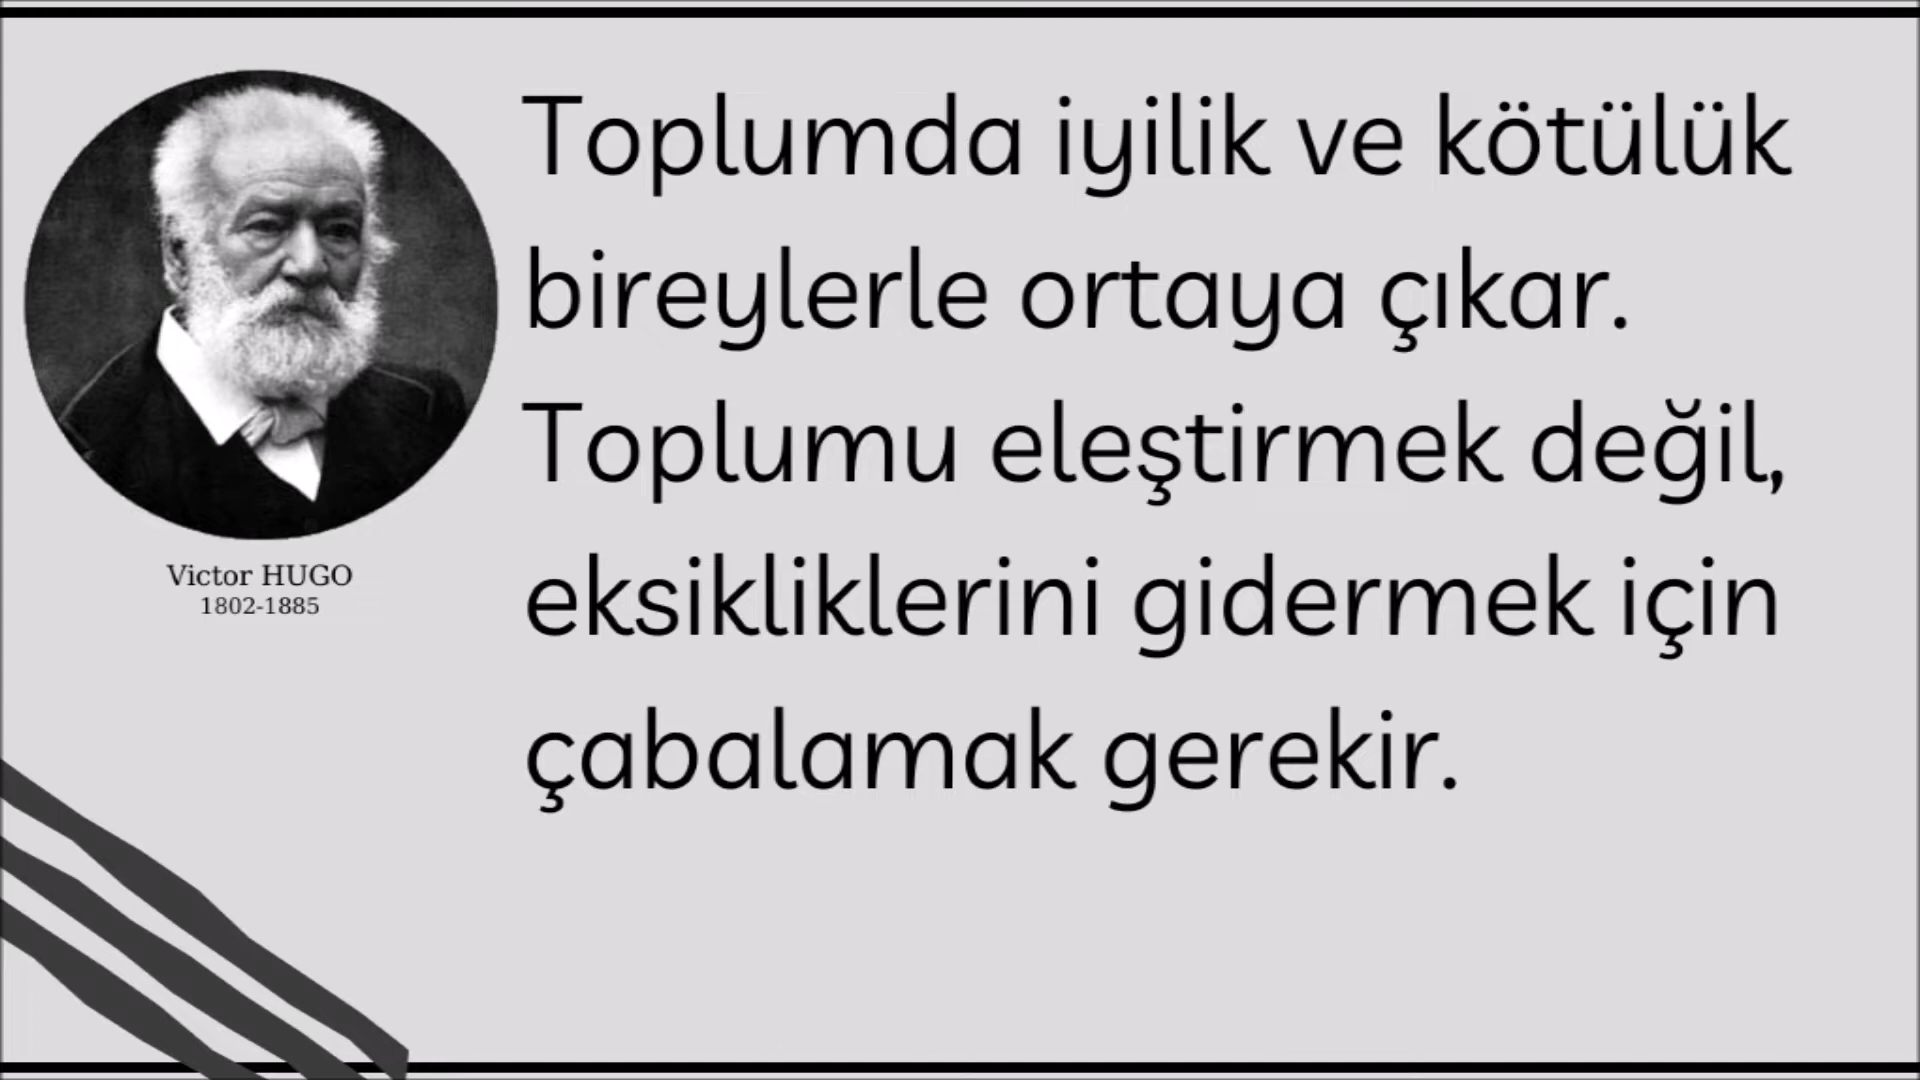 Toplumda iyilik ve kötülük
bireylerle ortaya çıkar.
Toplumu eleştirmek değil,
eksikliklerini gidermek için
çabalamak gerekir.
Victor HUGO
1802-1885